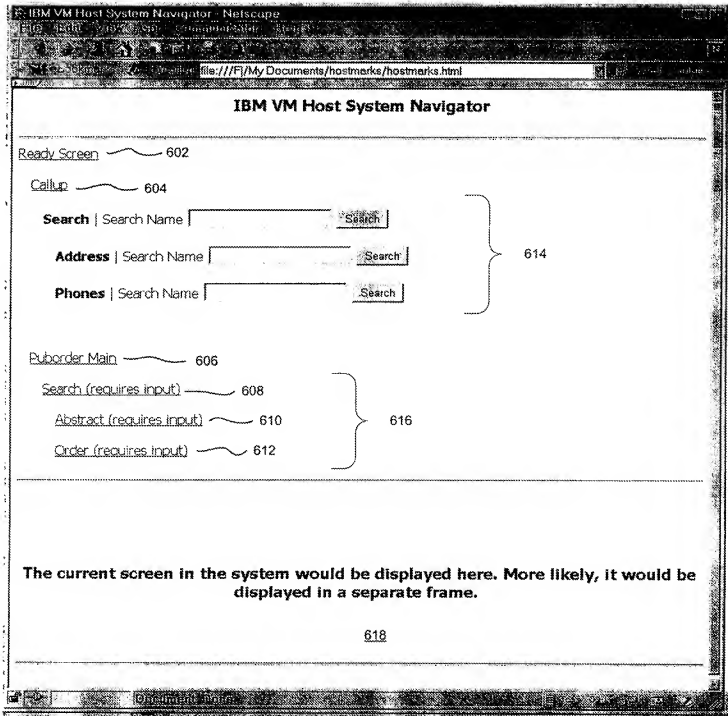 IBM VM Host System Navigator - Netscape
file:///F|/My Documents/hostmarks/hostmarks.html
IBM VM Host System Navigator
Ready Screen 602
Callup 604
Search | Search Name Search
Address | Search Name Search
Phones | Search Name Search
614
Puborder Main 606
Search (requires input) 608
Abstract (requires input) 610
Order (requires input) 612
616
The current screen in the system would be displayed here. More likely, it would be
displayed in a separate frame.
618